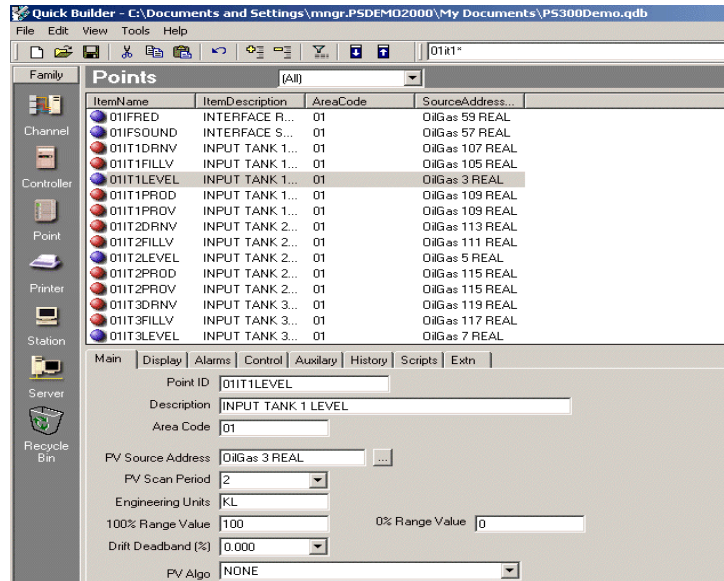 Quick Builder - C:\Documents and Settings\mngr.PSDEMO2000\My Documents\PS300Demo.qdb
File Edit View Tools Help
01it1*
Family
Points
(All)
ItemName ItemDescription AreaCode SourceAddress...
01IFRED INTERFACE R... 01 OilGas 59 REAL
01IFSOUND INTERFACE S... 01 OilGas 57 REAL
01IT1DRNV INPUT TANK 1... 01 OilGas 107 REAL
01IT1FILLV INPUT TANK 1... 01 OilGas 105 REAL
01IT1LEVEL INPUT TANK 1... 01 OilGas 3 REAL
01IT1PROD INPUT TANK 1... 01 OilGas 109 REAL
01IT1PROV INPUT TANK 1... 01 OilGas 109 REAL
01IT2DRNV INPUT TANK 2... 01 OilGas 113 REAL
01IT2FILLV INPUT TANK 2... 01 OilGas 111 REAL
01IT2LEVEL INPUT TANK 2... 01 OilGas 5 REAL
01IT2PROD INPUT TANK 2... 01 OilGas 115 REAL
01IT2PROV INPUT TANK 2... 01 OilGas 115 REAL
01IT3DRNV INPUT TANK 3... 01 OilGas 119 REAL
01IT3FILLV INPUT TANK 3... 01 OilGas 117 REAL
01IT3LEVEL INPUT TANK 3... 01 OilGas 7 REAL
Channel
Controller
Point
Printer
Station
Server
Recycle
Bin
Main Display Alarms Control Auxilary History Scripts Extn
Point ID 01IT1LEVEL
Description INPUT TANK 1 LEVEL
Area Code 01
PV Source Address OilGas 3 REAL ...
PV Scan Period 2
Engineering Units KL
100% Range Value 100 0% Range Value 0
Drift Deadband (%) 0.000
PV Algo NONE